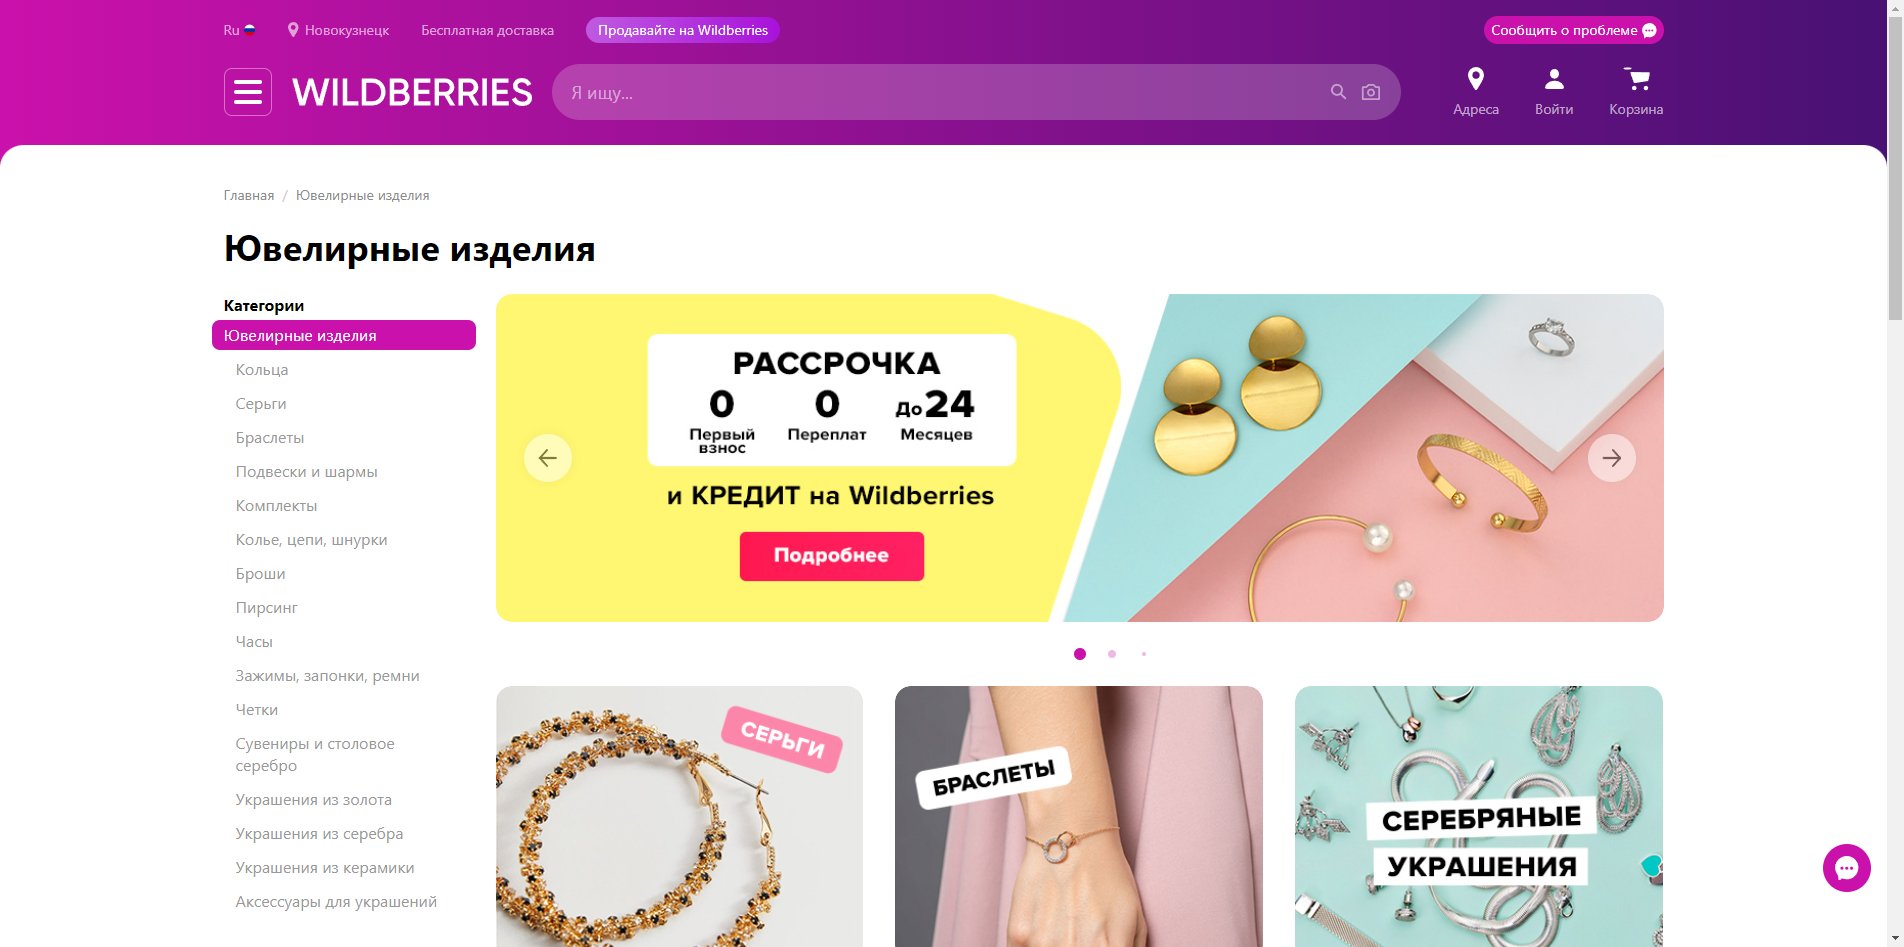 Ru
Новокузнецк
Бесплатная доставка
Продавайте на Wildberries
Сообщить о проблеме
WILDBERRIES
Я ищу...
Адреса
Войти
Корзина
Главная / Ювелирные изделия
Ювелирные изделия
Категории
Ювелирные изделия
Кольца
Серьги
Браслеты
Подвески и шармы
Комплекты
Колье, цепи, шнурки
Броши
Пирсинг
Часы
Зажимы, запонки, ремни
Четки
Сувениры и столовое
серебро
Украшения из золота
Украшения из серебра
Украшения из керамики
Аксессуары для украшений
РАССРОЧКА
0 0 До 24
Первый Переплат Месяцев
взнос
и КРЕДИТ на Wildberries
Подробнее
СЕРЬГИ
БРАСЛЕТЫ
СЕРЕБРЯНЫЕ
УКРАШЕНИЯ